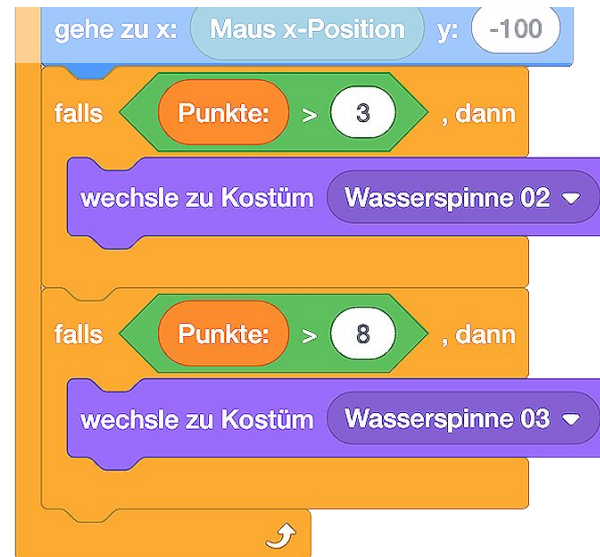 gehe zu x: Maus x-Position y: -100
falls Punkte: > 3 , dann
wechsle zu Kostüm Wasserspinne 02
falls Punkte: > 8 , dann
wechsle zu Kostüm Wasserspinne 03